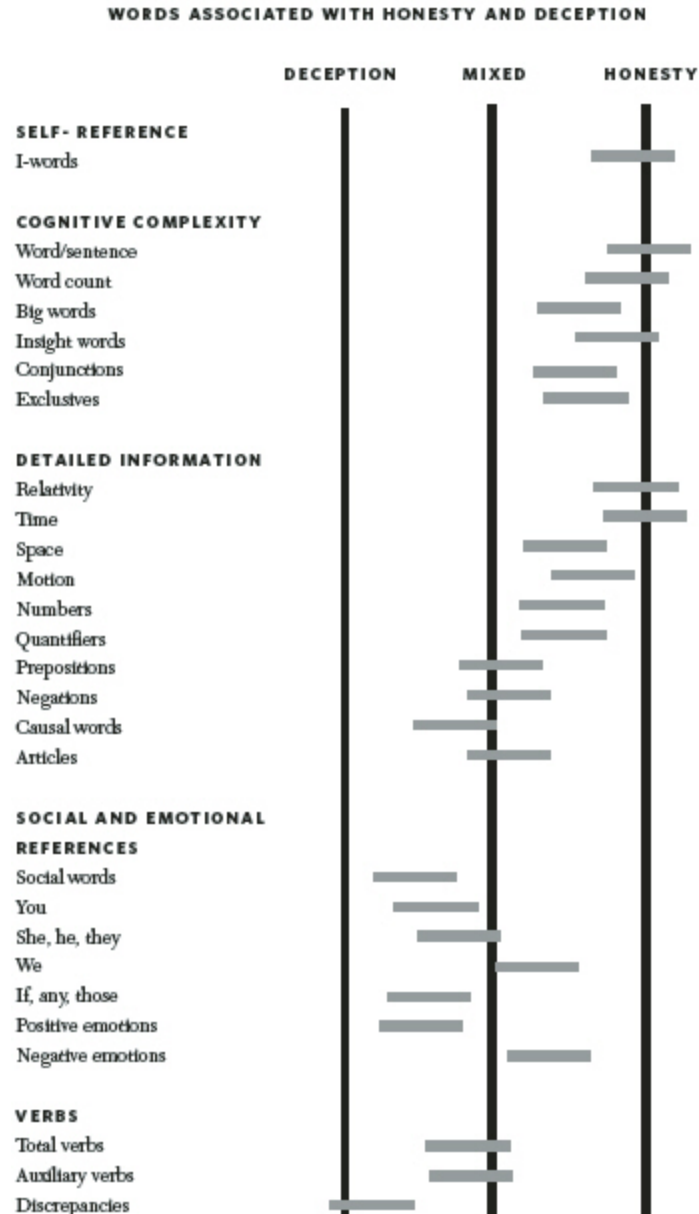 WORDS ASSOCIATED WITH HONESTY AND DECEPTION
DECEPTION MIXED HONESTY
SELF- REFERENCE
I-words
COGNITIVE COMPLEXITY
Word/sentence
Word count
Big words
Insight words
Conjunctions
Exclusives
DETAILED INFORMATION
Relativity
Time
Space
Motion
Numbers
Quantifiers
Prepositions
Negations
Causal words
Articles
SOCIAL AND EMOTIONAL
REFERENCES
Social words
You
She, he, they
We
If, any, those
Positive emotions
Negative emotions
VERBS
Total verbs
Auxiliary verbs
Discrepancies